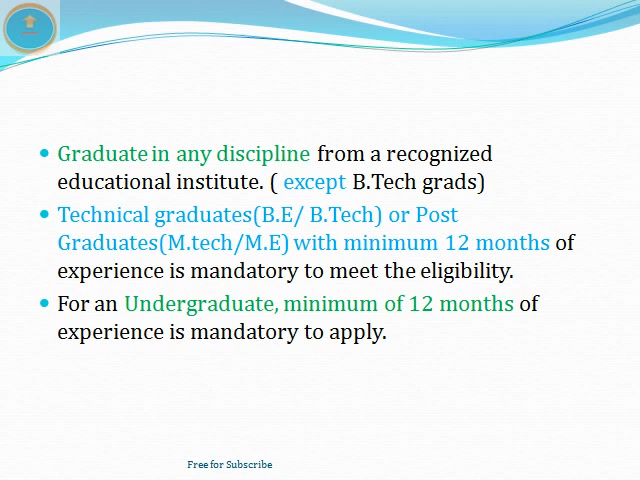 Graduate in any discipline from a recognized
educational institute. ( except B.Tech grads)
Technical graduates(B.E/ B.Tech) or Post
Graduates(M.tech/M.E) with minimum 12 months of
experience is mandatory to meet the eligibility.
For an Undergraduate, minimum of 12 months of
experience is mandatory to apply.
Free for Subscribe